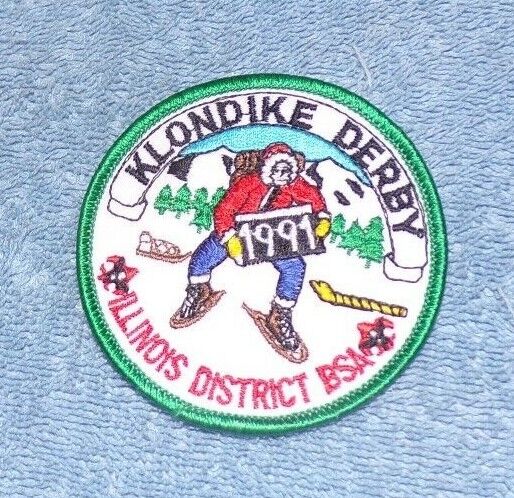 KLONDIKE DERBY
1991
ILLINOIS DISTRICT BSA